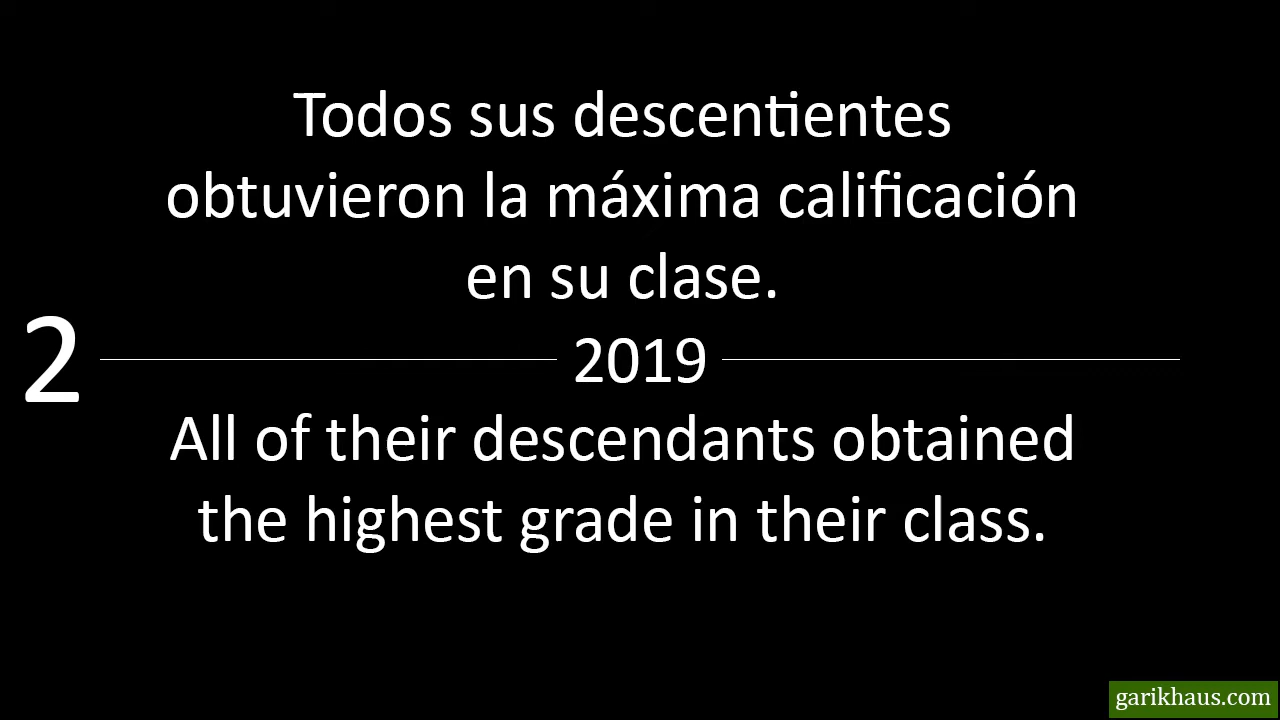 Todos sus descentientes
obtuvieron la máxima calificación
en su clase.
2
2019
All of their descendants obtained
the highest grade in their class.
garikhaus.com